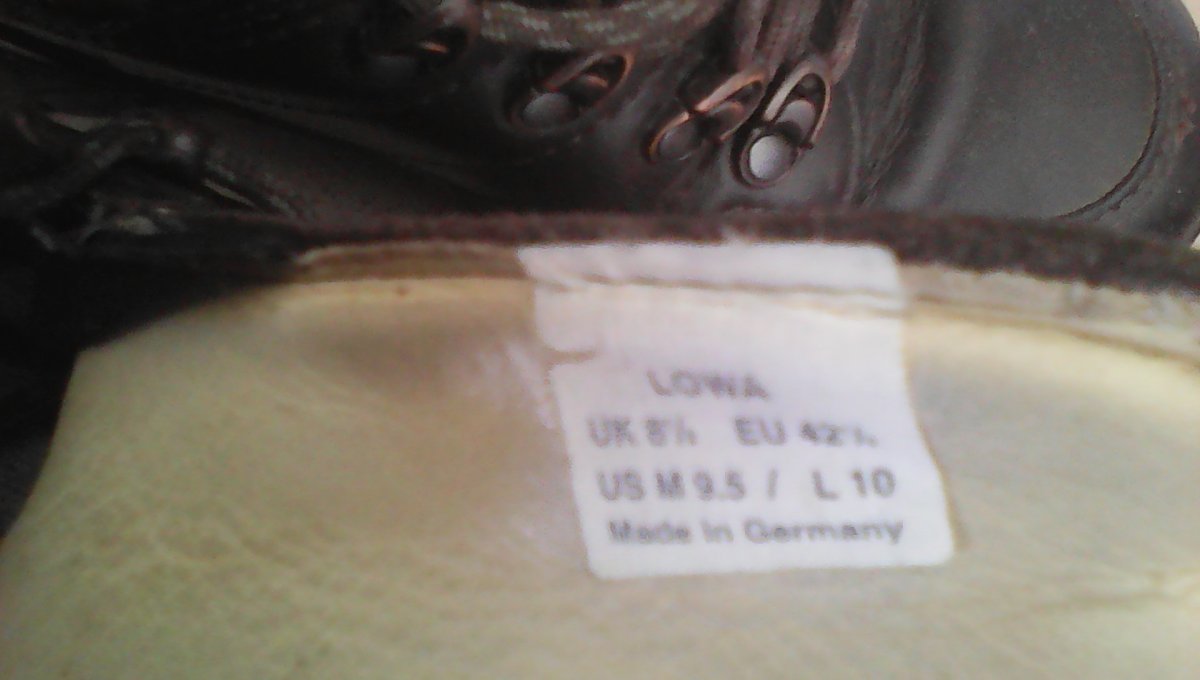 LOWA
UK 8½ EU 42½
US M 9.5 / L 10
Made in Germany